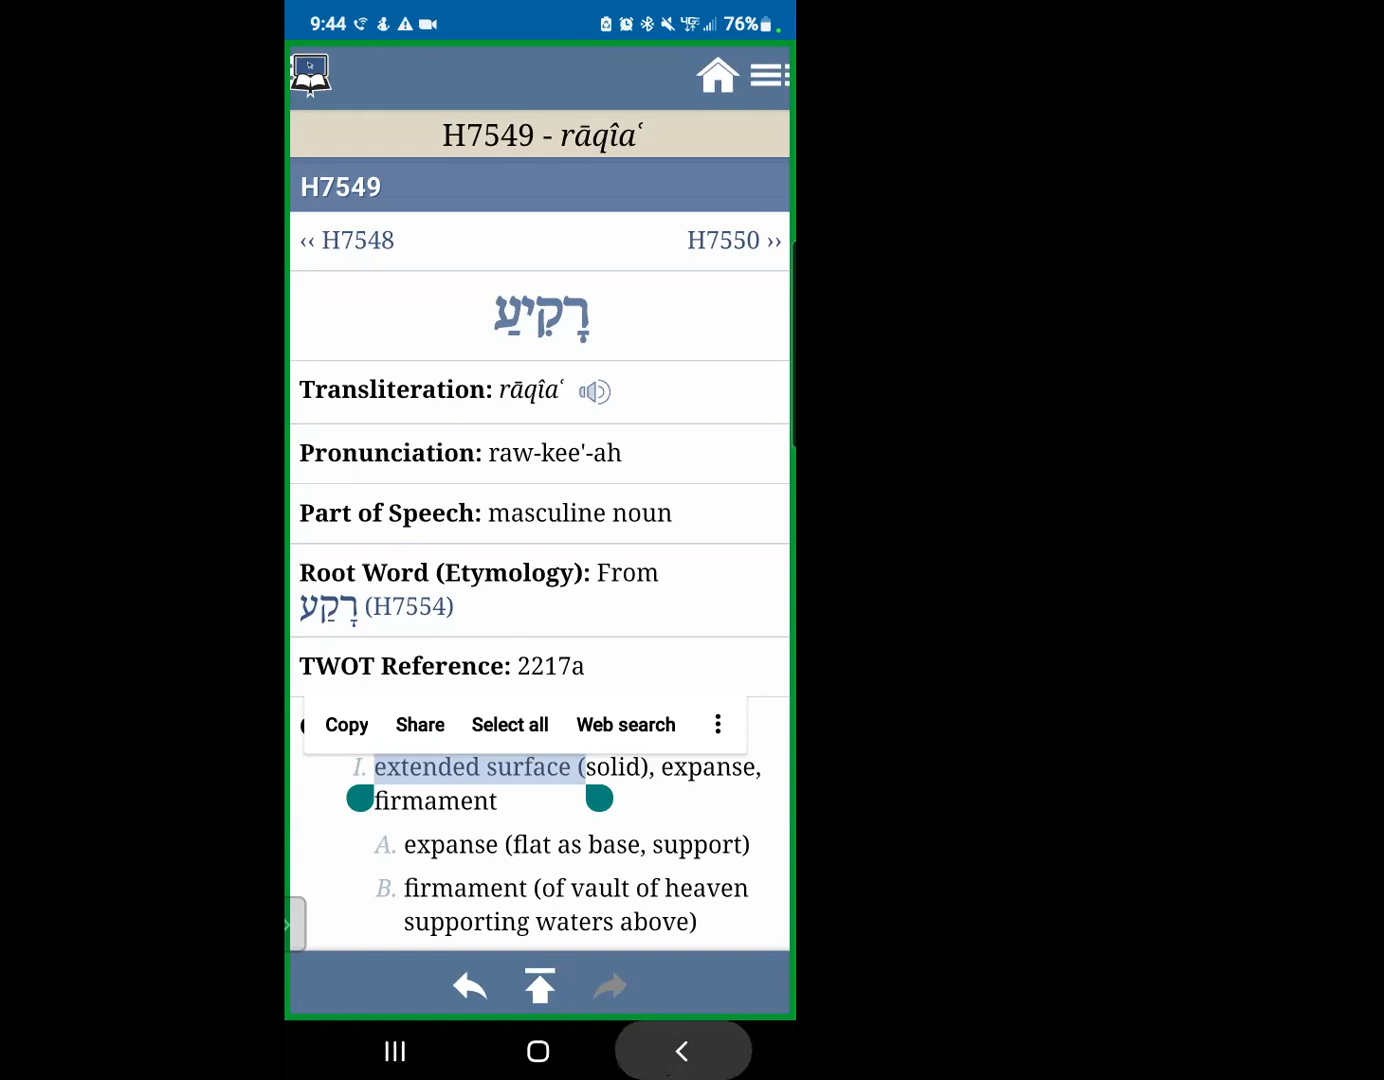 9:44 76%
H7549 - rāqîaʿ
H7549
‹‹ H7548 H7550 ››
רָקִיעַ
Transliteration: rāqîaʿ
Pronunciation: raw-kee'-ah
Part of Speech: masculine noun
Root Word (Etymology): From
רָקַע (H7554)
TWOT Reference: 2217a
Copy Share Select all Web search
I. extended surface (solid), expanse,
firmament
A. expanse (flat as base, support)
B. firmament (of vault of heaven
supporting waters above)